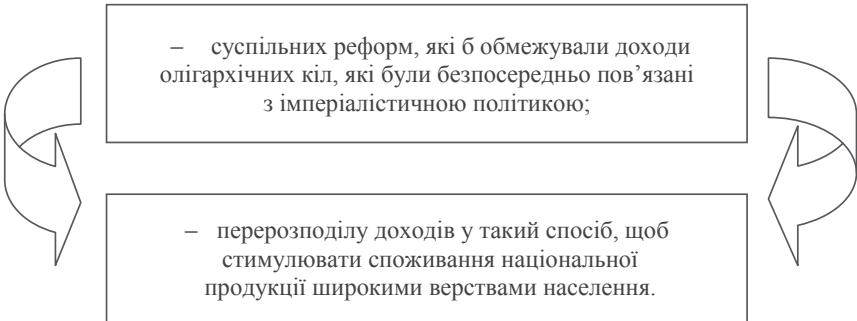 – суспільних реформ, які б обмежували доходи
олігархічних кіл, які були безпосередньо пов’язані
з імперіалістичною політикою;
– перерозподілу доходів у такий спосіб, щоб
стимулювати споживання національної
продукції широкими верствами населення.